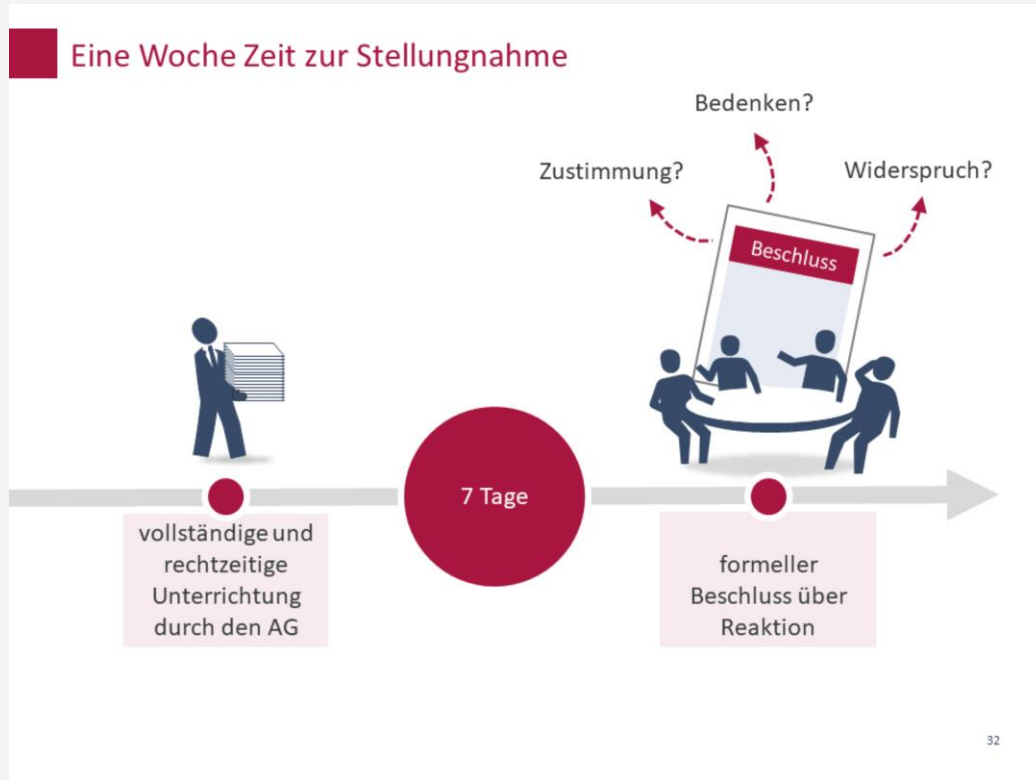 Eine Woche Zeit zur Stellungnahme
Bedenken?
Zustimmung?
Widerspruch?
Beschluss
7 Tage
vollständige und
rechtzeitige
Unterrichtung
durch den AG
formeller
Beschluss über
Reaktion
32